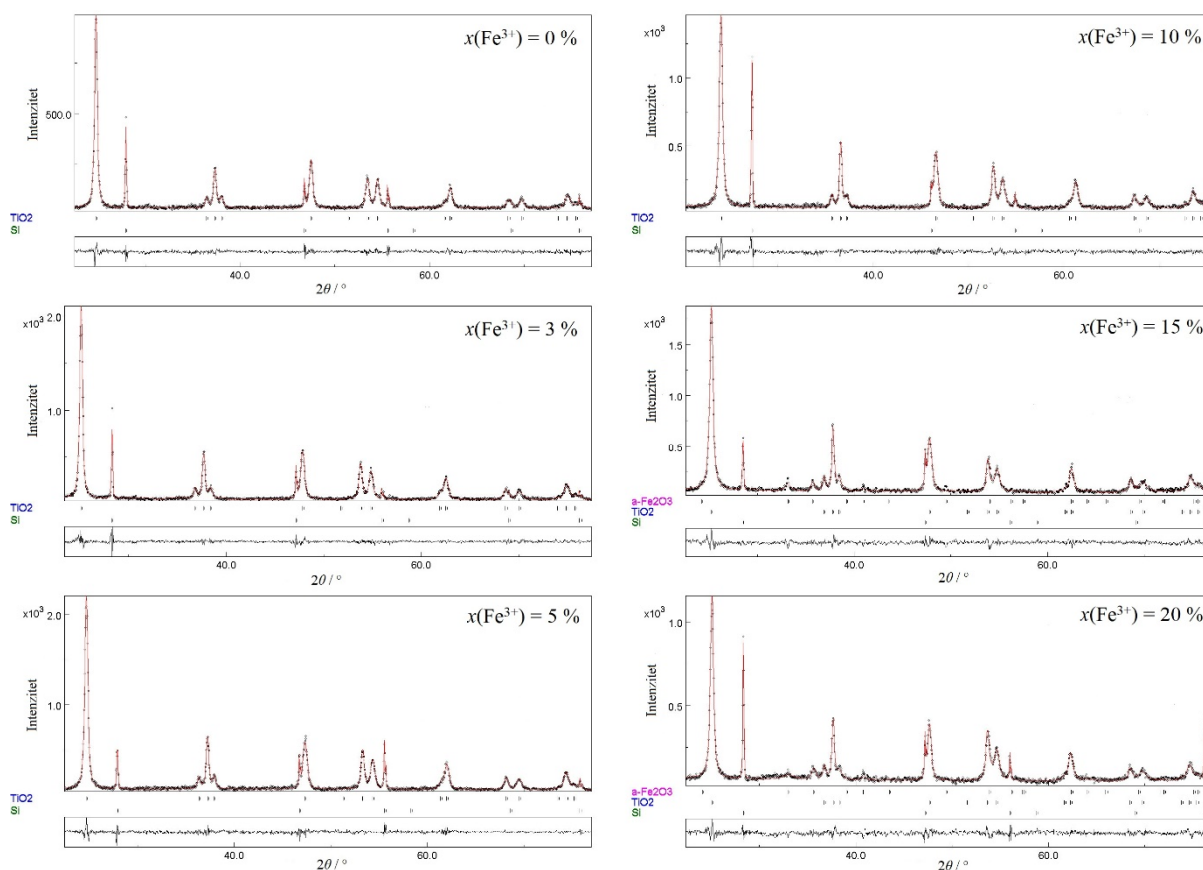 x(Fe³⁺) = 0 %
Intenzitet
500.0
TiO2
Si
40.0 60.0
2θ / °
x10³
x(Fe³⁺) = 10 %
Intenzitet
1.0
0.5
TiO2
Si
40.0 60.0
2θ / °
x10³ 2.0
x(Fe³⁺) = 3 %
Intenzitet
1.0
TiO2
Si
40.0 60.0
2θ / °
x10³
x(Fe³⁺) = 15 %
Intenzitet
1.5
1.0
0.5
a-Fe2O3
TiO2
Si
40.0 60.0
2θ / °
x10³ 2.0
x(Fe³⁺) = 5 %
Intenzitet
1.0
TiO2
Si
40.0 60.0
2θ / °
x10³
x(Fe³⁺) = 20 %
Intenzitet
1.0
0.5
a-Fe2O3
TiO2
Si
40.0 60.0
2θ / °